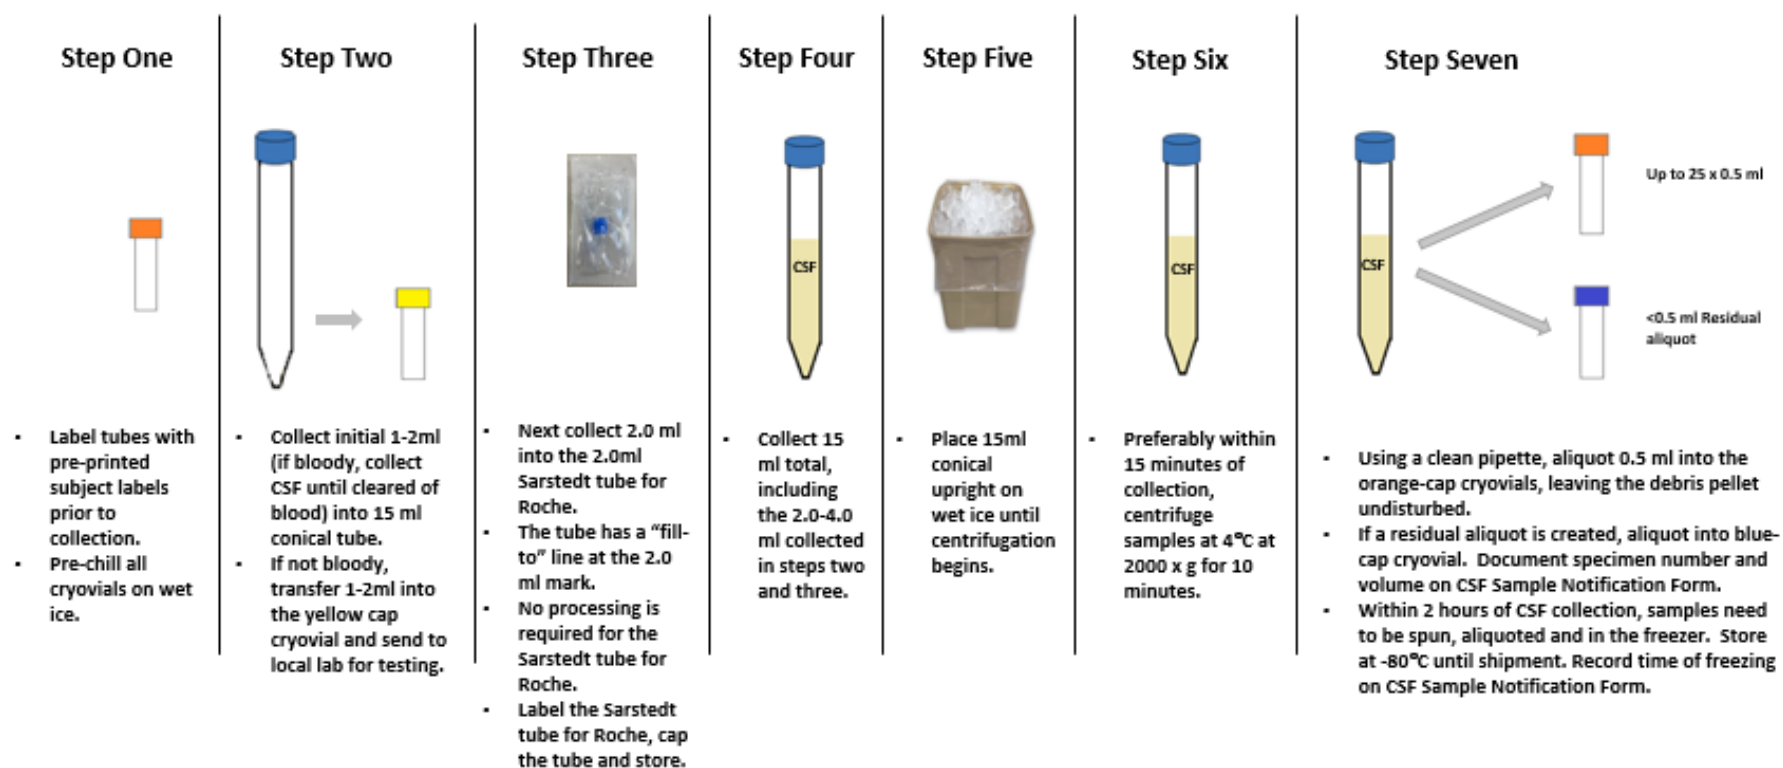 Step One
▪ Label tubes with
pre-printed
subject labels
prior to
collection.
▪ Pre-chill all
cryovials on wet
ice.
Step Two
▪ Collect initial 1-2ml
(if bloody, collect
CSF until cleared of
blood) into 15 ml
conical tube.
▪ If not bloody,
transfer 1-2ml into
the yellow cap
cryovial and send to
local lab for testing.
Step Three
▪ Next collect 2.0 ml
into the 2.0ml
Sarstedt tube for
Roche.
▪ The tube has a “fill-
to” line at the 2.0
ml mark.
▪ No processing is
required for the
Sarstedt tube for
Roche.
▪ Label the Sarstedt
tube for Roche, cap
the tube and store.
Step Four
CSF
▪ Collect 15
ml total,
including
the 2.0-4.0
ml collected
in steps two
and three.
Step Five
▪ Place 15ml
conical
upright on
wet ice until
centrifugation
begins.
Step Six
CSF
▪ Preferably within
15 minutes of
collection,
centrifuge
samples at 4°C at
2000 x g for 10
minutes.
Step Seven
CSF
Up to 25 x 0.5 ml
<0.5 ml Residual
aliquot
▪ Using a clean pipette, aliquot 0.5 ml into the
orange-cap cryovials, leaving the debris pellet
undisturbed.
▪ If a residual aliquot is created, aliquot into blue-
cap cryovial. Document specimen number and
volume on CSF Sample Notification Form.
▪ Within 2 hours of CSF collection, samples need
to be spun, aliquoted and in the freezer. Store
at -80°C until shipment. Record time of freezing
on CSF Sample Notification Form.